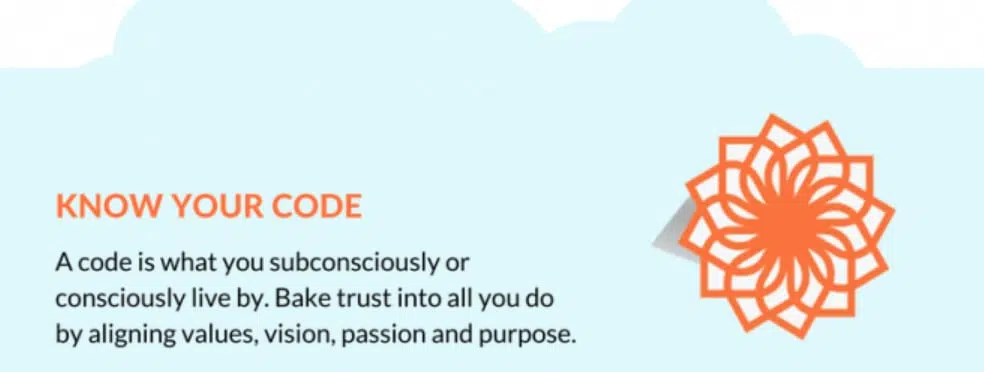 KNOW YOUR CODE
A code is what you subconsciously or
consciously live by. Bake trust into all you do
by aligning values, vision, passion and purpose.